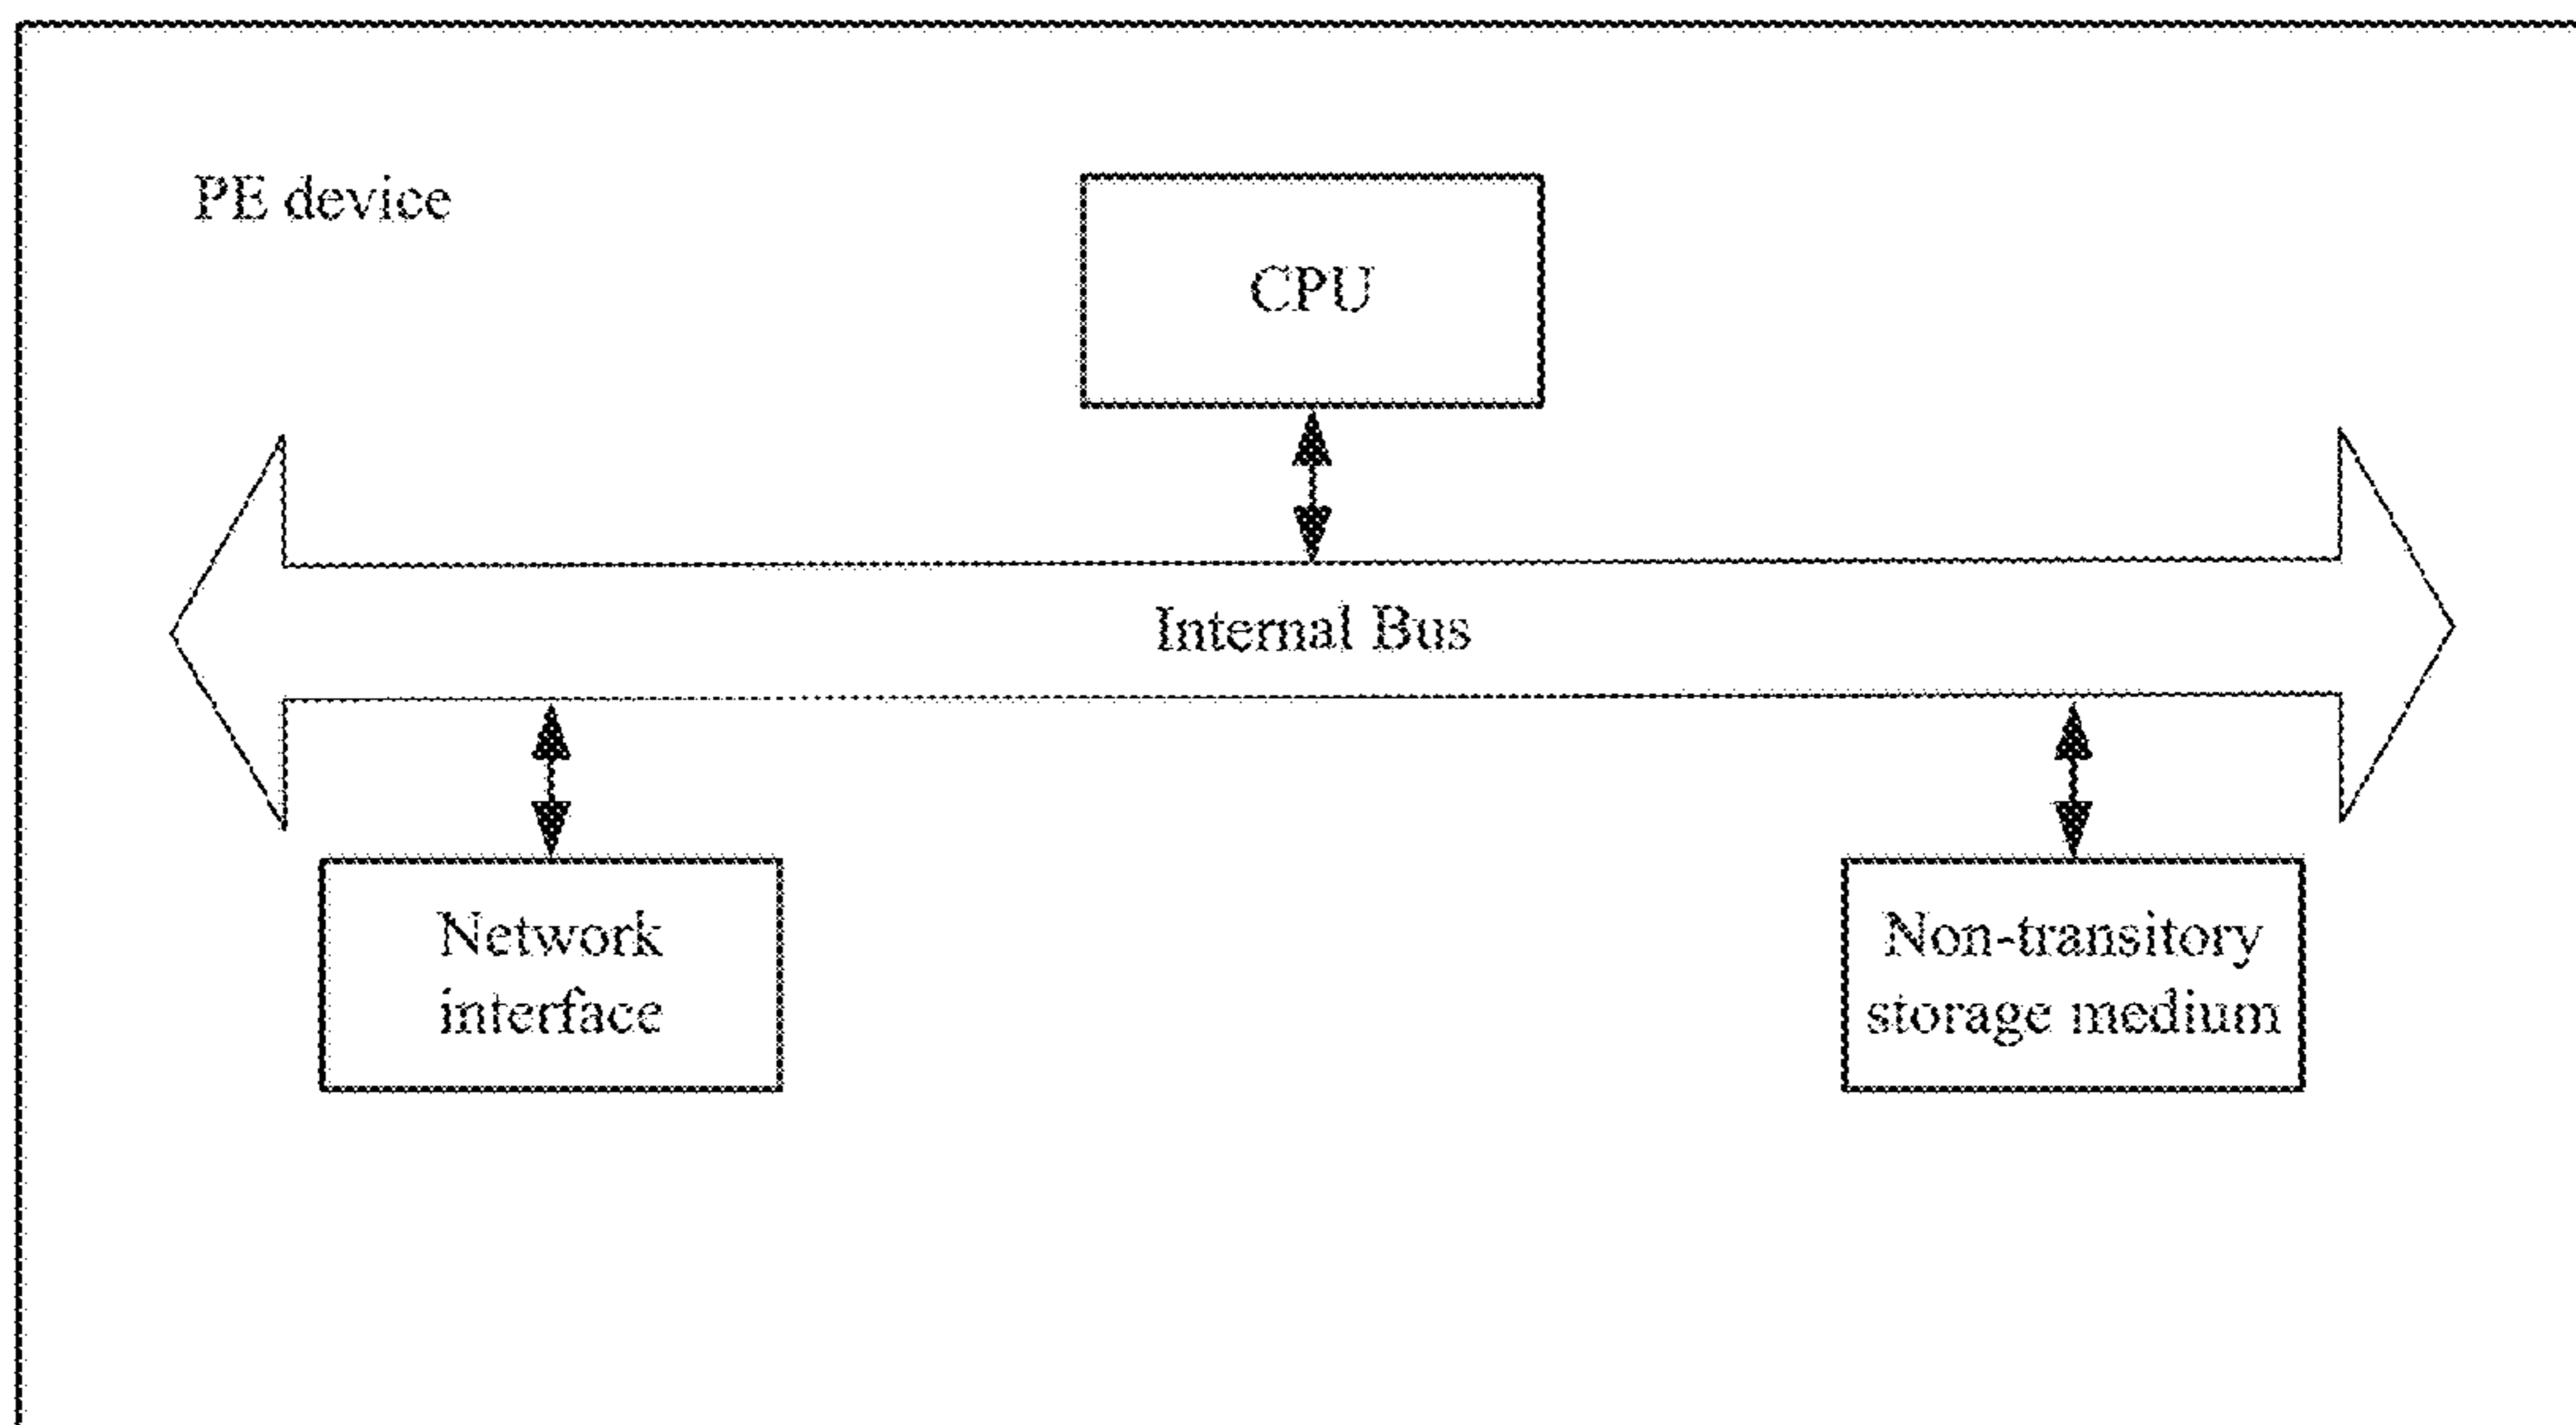 PE device
CPU
Internal Bus
Network
interface
Non-transitory
storage medium